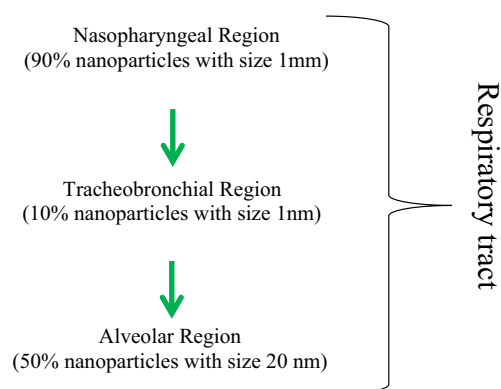 Nasopharyngeal Region
(90% nanoparticles with size 1mm)
Tracheobronchial Region
(10% nanoparticles with size 1nm)
Alveolar Region
(50% nanoparticles with size 20 nm)
Respiratory tract